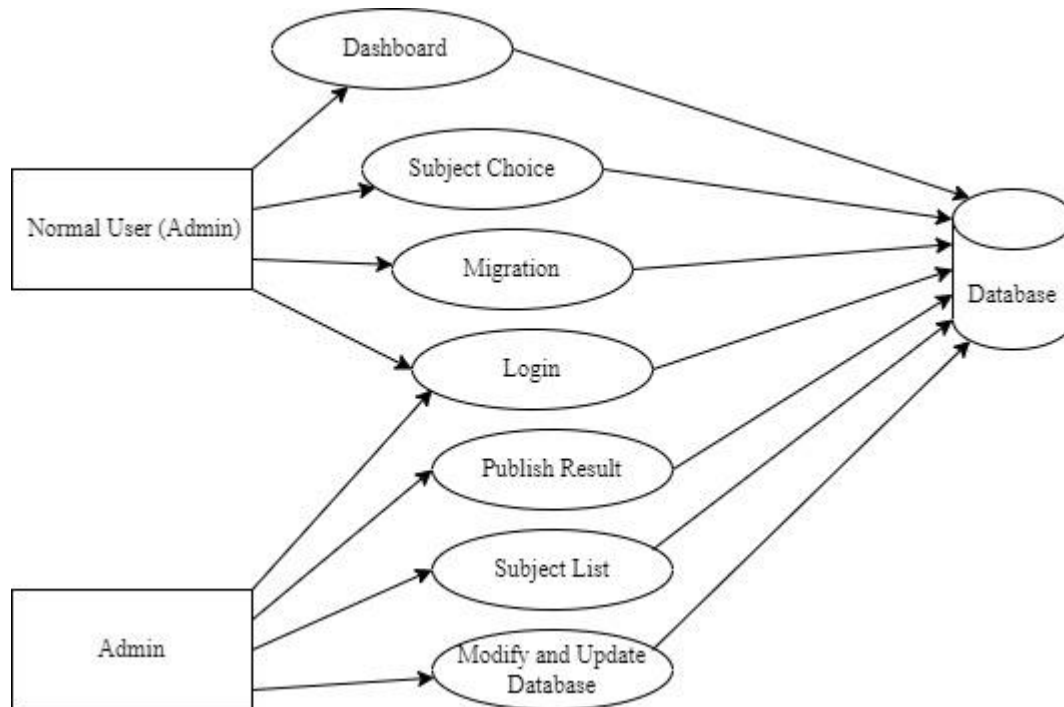 Dashboard
Subject Choice
Normal User (Admin)
Migration
Database
Login
Publish Result
Subject List
Admin
Modify and Update
Database